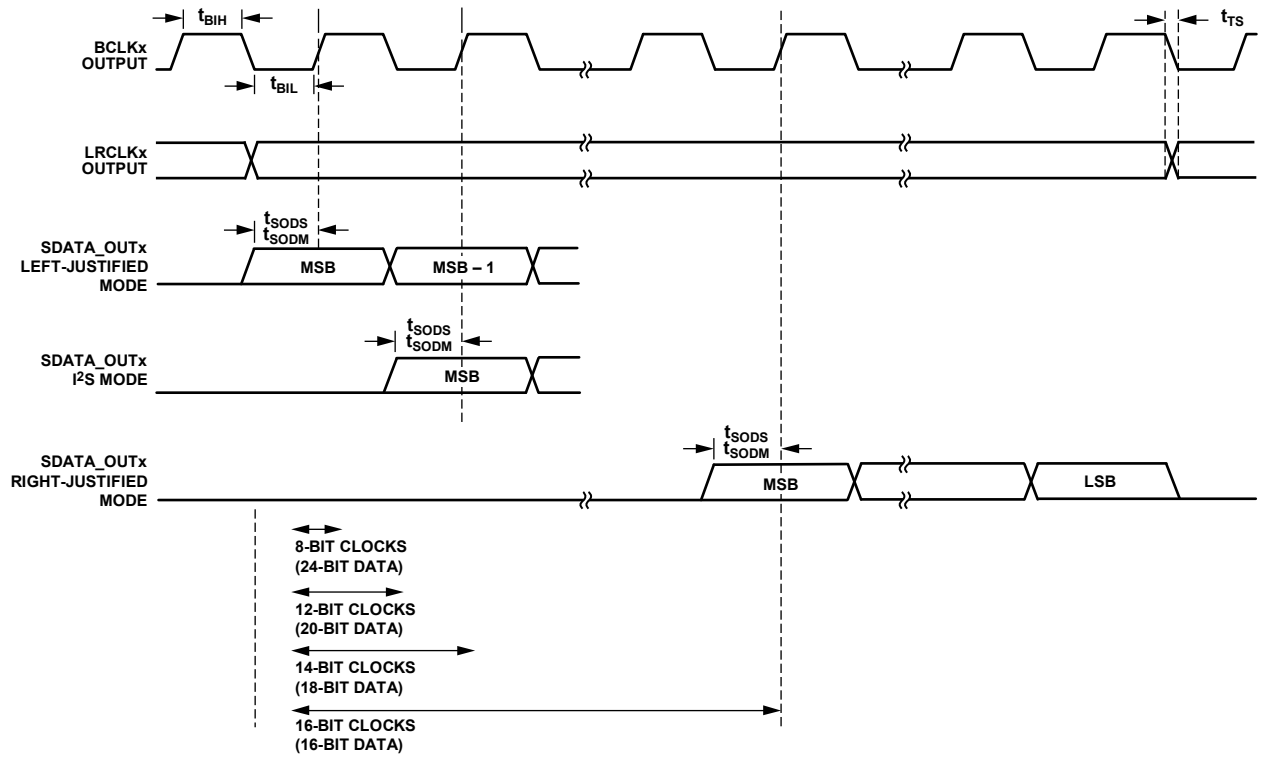 tBIH
tTS
BCLKx
OUTPUT
tBIL
LRCLKx
OUTPUT
tSODS
tSODM
SDATA_OUTx
LEFT-JUSTIFIED
MODE
MSB
MSB – 1
tSODS
tSODM
SDATA_OUTx
I2S MODE
MSB
tSODS
tSODM
SDATA_OUTx
RIGHT-JUSTIFIED
MODE
MSB
LSB
8-BIT CLOCKS
(24-BIT DATA)
12-BIT CLOCKS
(20-BIT DATA)
14-BIT CLOCKS
(18-BIT DATA)
16-BIT CLOCKS
(16-BIT DATA)